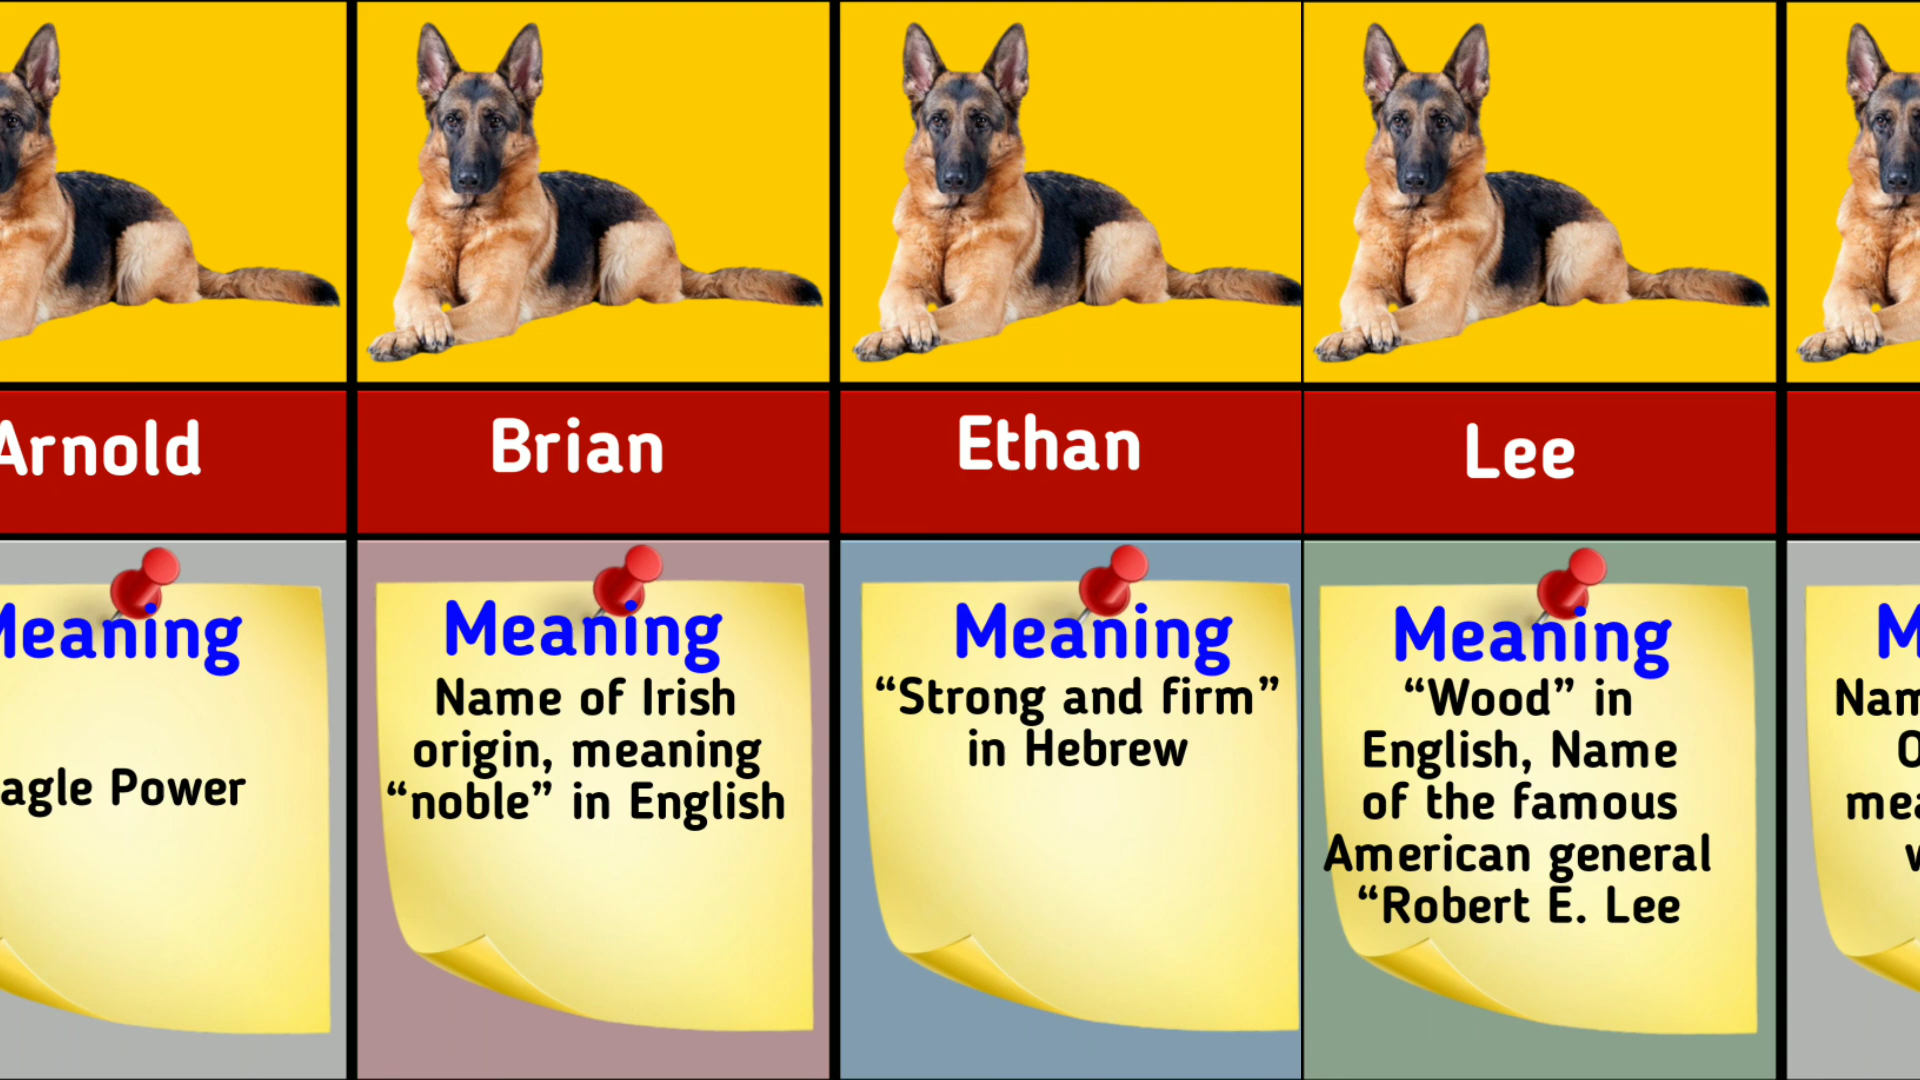 Arnold
Meaning
agle Power
Brian
Meaning
Name of Irish
origin, meaning
“noble” in English
Ethan
Meaning
“Strong and firm”
in Hebrew
Lee
Meaning
“Wood” in
English, Name
of the famous
American general
“Robert E. Lee